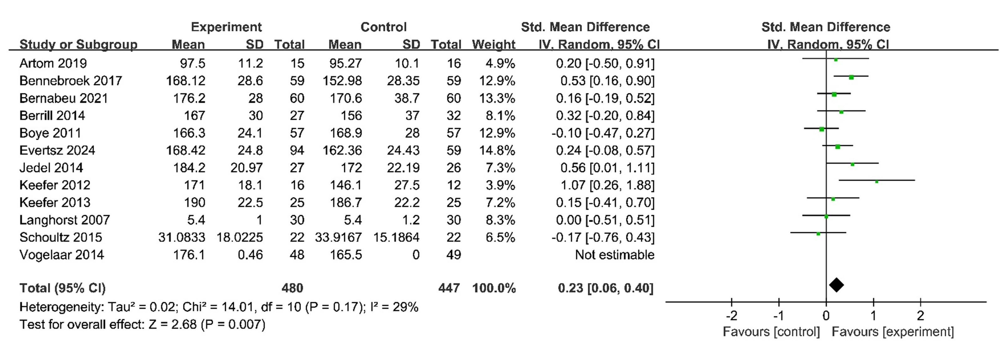 Experiment Control Std. Mean Difference Std. Mean Difference
Study or Subgroup Mean SD Total Mean SD Total Weight IV, Random, 95% CI IV, Random, 95% CI
Artom 2019 97.5 11.2 15 95.27 10.1 16 4.9% 0.20 [-0.50, 0.91]
Bennebroek 2017 168.12 28.6 59 152.98 28.35 59 12.9% 0.53 [0.16, 0.90]
Bernabeu 2021 176.2 28 60 170.6 38.7 60 13.3% 0.16 [-0.19, 0.52]
Berrill 2014 167 30 27 156 37 32 8.1% 0.32 [-0.20, 0.84]
Boye 2011 166.3 24.1 57 168.9 28 57 12.9% -0.10 [-0.47, 0.27]
Evertsz 2024 168.42 24.8 94 162.36 24.43 59 14.8% 0.24 [-0.08, 0.57]
Jedel 2014 184.2 20.97 27 172 22.19 26 7.3% 0.56 [0.01, 1.11]
Keefer 2012 171 18.1 16 146.1 27.5 12 3.9% 1.07 [0.26, 1.88]
Keefer 2013 190 22.5 25 186.7 22.2 25 7.2% 0.15 [-0.41, 0.70]
Langhorst 2007 5.4 1 30 5.4 1.2 30 8.3% 0.00 [-0.51, 0.51]
Schoultz 2015 31.0833 18.0225 22 33.9167 15.1864 22 6.5% -0.17 [-0.76, 0.43]
Vogelaar 2014 176.1 0.46 48 165.5 0 49 Not estimable
Total (95% CI) 480 447 100.0% 0.23 [0.06, 0.40]
Heterogeneity: Tau² = 0.02; Chi² = 14.01, df = 10 (P = 0.17); I² = 29%
Test for overall effect: Z = 2.68 (P = 0.007)
-2 -1 0 1 2
Favours [control] Favours [experiment]